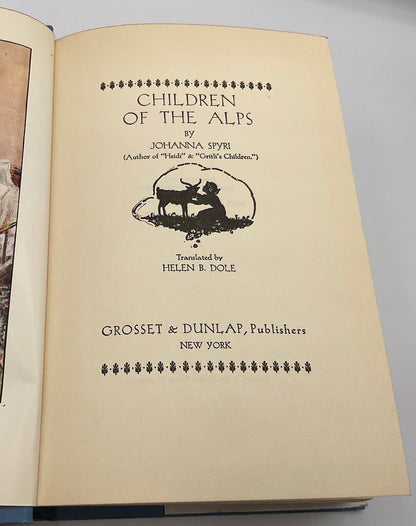 CHILDREN
OF THE ALPS
BY
JOHANNA SPYRI
(Author of "Heidi" & "Gritli's Children.")
Translated by
HELEN B. DOLE
GROSSET & DUNLAP, Publishers
NEW YORK